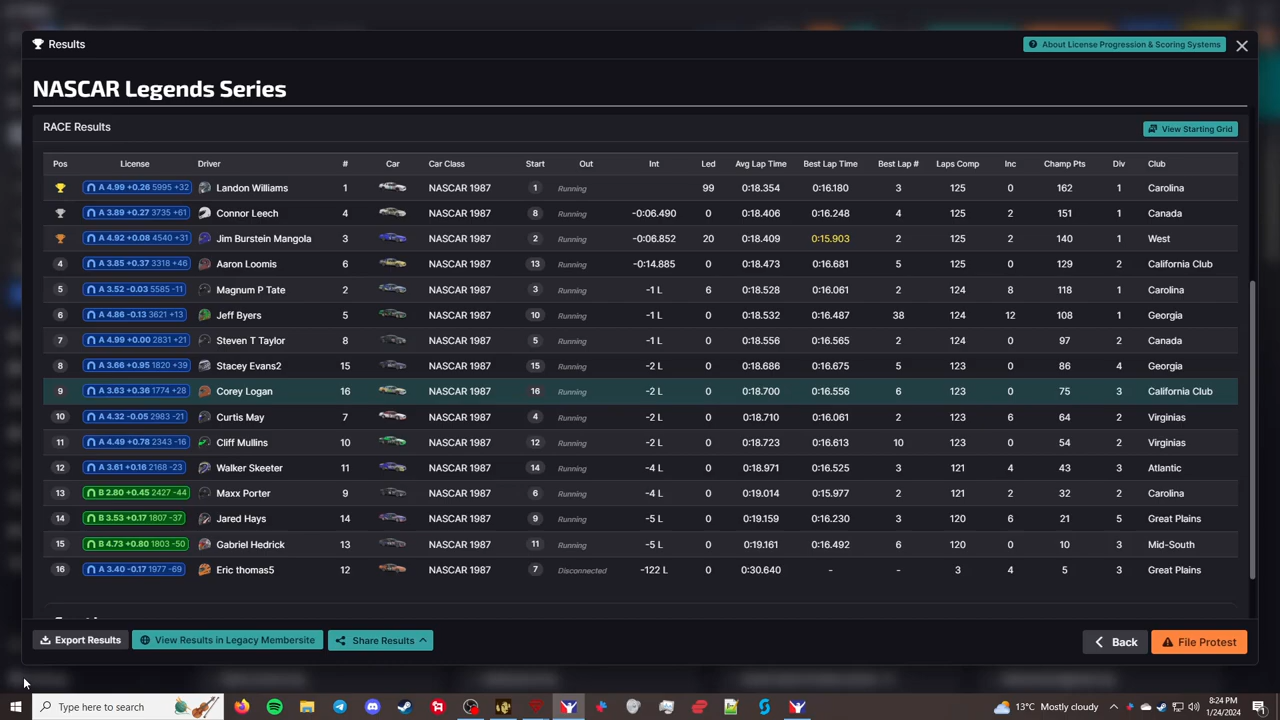 Results
About License Progression & Scoring Systems
NASCAR Legends Series
RACE Results
View Starting Grid
Pos License Driver # Car Car Class Start Out Int Led Avg Lap Time Best Lap Time Best Lap # Laps Comp Inc Champ Pts Div Club
A 4.99 +0.26 5995 +32 Landon Williams 1 NASCAR 1987 1 Running 99 0:18.354 0:16.180 3 125 0 162 1 Carolina
A 3.89 +0.27 3735 +61 Connor Leech 4 NASCAR 1987 8 Running -0:06.490 0 0:18.406 0:16.248 4 125 2 151 1 Canada
A 4.92 +0.08 4540 +31 Jim Burstein Mangola 3 NASCAR 1987 2 Running -0:06.852 20 0:18.409 0:15.903 2 125 2 140 1 West
4 A 3.85 +0.37 3318 +46 Aaron Loomis 6 NASCAR 1987 13 Running -0:14.885 0 0:18.473 0:16.681 5 125 0 129 2 California Club
5 A 3.52 -0.03 5585 -11 Magnum P Tate 2 NASCAR 1987 3 Running -1 L 6 0:18.528 0:16.061 2 124 8 118 1 Carolina
6 A 4.86 -0.13 3621 +13 Jeff Byers 5 NASCAR 1987 10 Running -1 L 0 0:18.532 0:16.487 38 124 12 108 1 Georgia
7 A 4.99 +0.00 2831 +21 Steven T Taylor 8 NASCAR 1987 5 Running -1 L 0 0:18.556 0:16.565 2 124 0 97 2 Canada
8 A 3.66 +0.95 1820 +39 Stacey Evans2 15 NASCAR 1987 15 Running -2 L 0 0:18.686 0:16.675 5 123 0 86 4 Georgia
9 A 3.63 +0.36 1774 +28 Corey Logan 16 NASCAR 1987 16 Running -2 L 0 0:18.700 0:16.556 6 123 0 75 3 California Club
10 A 4.32 -0.05 2983 -21 Curtis May 7 NASCAR 1987 4 Running -2 L 0 0:18.710 0:16.061 2 123 6 64 2 Virginias
11 A 4.49 +0.78 2343 -16 Cliff Mullins 10 NASCAR 1987 12 Running -2 L 0 0:18.723 0:16.613 10 123 0 54 2 Virginias
12 A 3.61 +0.16 2168 -23 Walker Skeeter 11 NASCAR 1987 14 Running -4 L 0 0:18.971 0:16.525 3 121 4 43 3 Atlantic
13 B 2.80 +0.45 2427 -44 Maxx Porter 9 NASCAR 1987 6 Running -4 L 0 0:19.014 0:15.977 2 121 2 32 2 Carolina
14 B 3.53 +0.17 1807 -37 Jared Hays 14 NASCAR 1987 9 Running -5 L 0 0:19.159 0:16.230 3 120 6 21 5 Great Plains
15 B 4.73 +0.80 1803 -50 Gabriel Hedrick 13 NASCAR 1987 11 Running -5 L 0 0:19.161 0:16.492 6 120 0 10 3 Mid-South
16 A 3.40 -0.17 1977 -69 Eric thomas5 12 NASCAR 1987 7 Disconnected -122 L 0 0:30.640 - - 3 4 5 3 Great Plains
Export Results View Results in Legacy Membersite Share Results Back File Protest
Type here to search 13°C Mostly cloudy 8:24 PM
1/24/2024